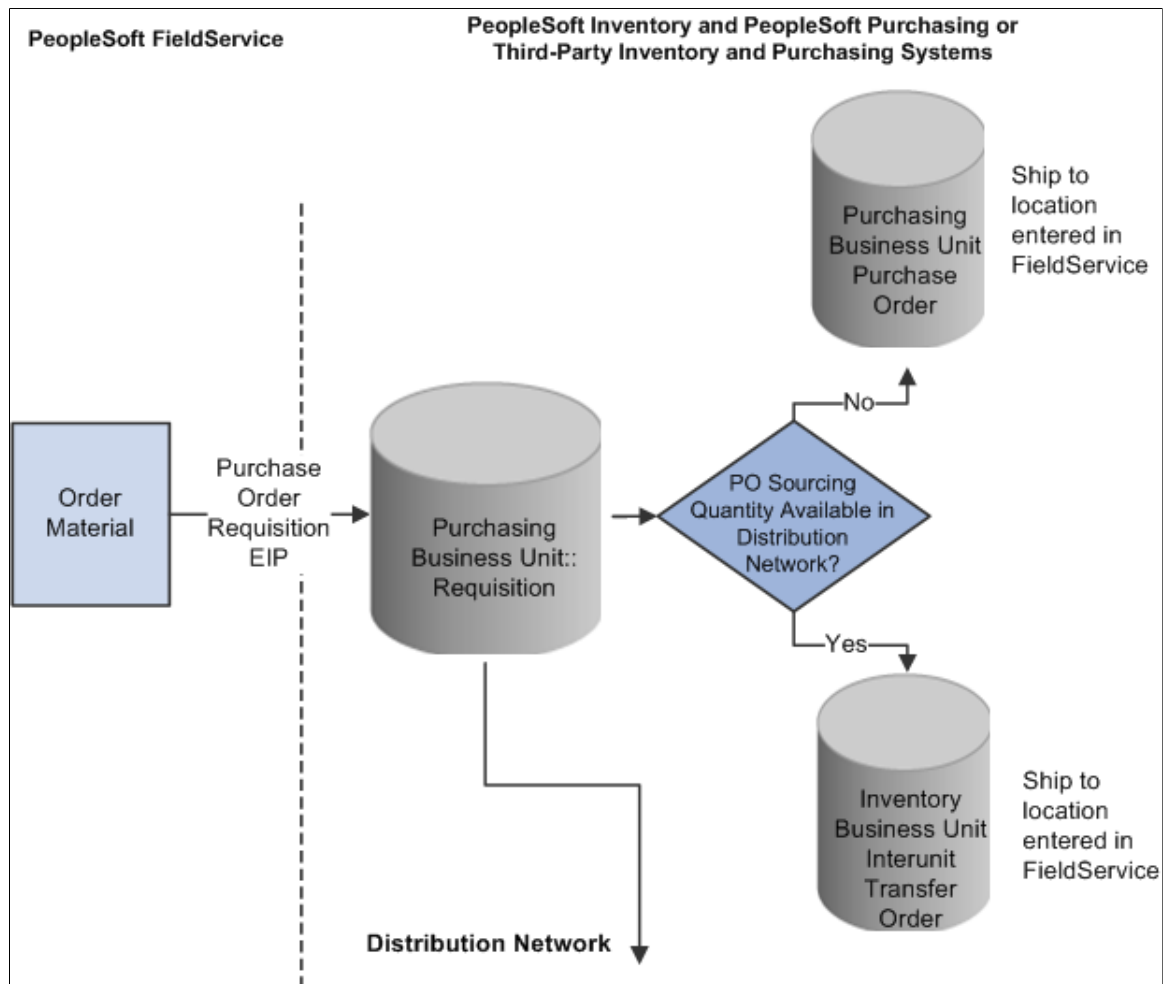 PeopleSoft FieldService
PeopleSoft Inventory and PeopleSoft Purchasing or
Third-Party Inventory and Purchasing Systems
Purchasing
Business Unit
Purchase
Order
Ship to
location
entered in
FieldService
No
Order
Material
Purchase
Order
Requisition
EIP
Purchasing
Business Unit::
Requisition
PO Sourcing
Quantity Available in
Distribution
Network?
Yes
Inventory
Business Unit
Interunit
Transfer
Order
Ship to
location
entered in
FieldService
Distribution Network